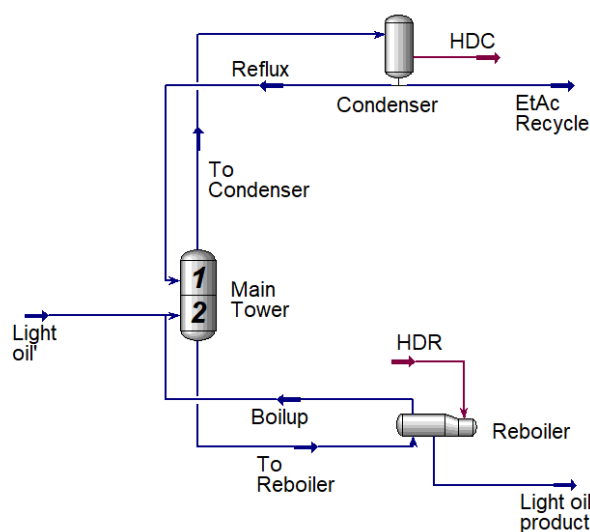 HDC
Reflux
Condenser
EtAc
Recycle
To
Condenser
1
2
Main
Tower
Light
oil'
HDR
Boilup
Reboiler
To
Reboiler
Light oil
product